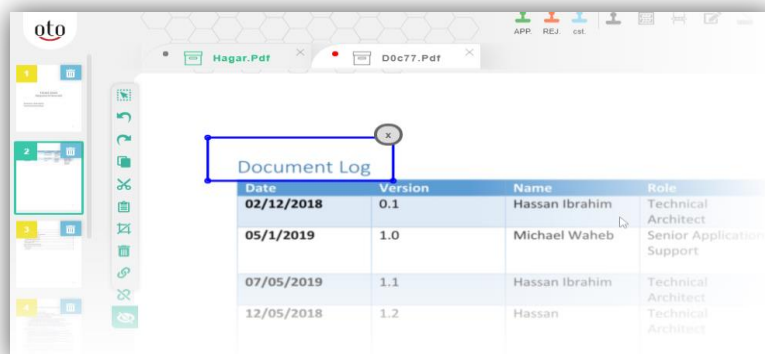 oto
APP. REJ. cst.
Hagar.Pdf × D0c77.Pdf ×
1
2
3
4
x
Document Log
Date Version Name Role
02/12/2018 0.1 Hassan Ibrahim Technical
Architect
05/1/2019 1.0 Michael Waheb Senior Application
Support
07/05/2019 1.1 Hassan Ibrahim Technical
Architect
12/05/2018 1.2 Hassan Technical
Architect